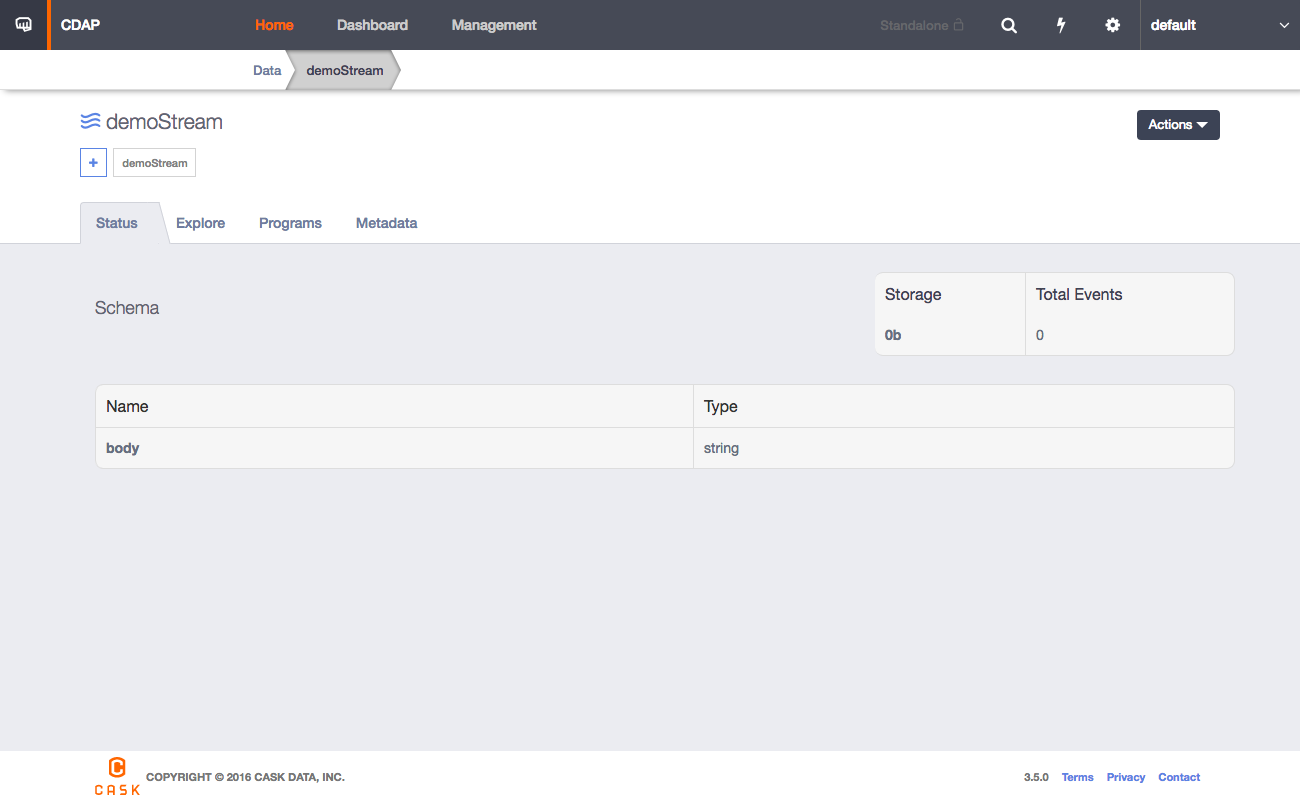 CDAP Home Dashboard Management Standalone default
Data demoStream
demoStream
Actions
+ demoStream
Status Explore Programs Metadata
Schema
Storage Total Events
0b 0
Name Type
body string
CASK
COPYRIGHT © 2016 CASK DATA, INC. 3.5.0 Terms Privacy Contact